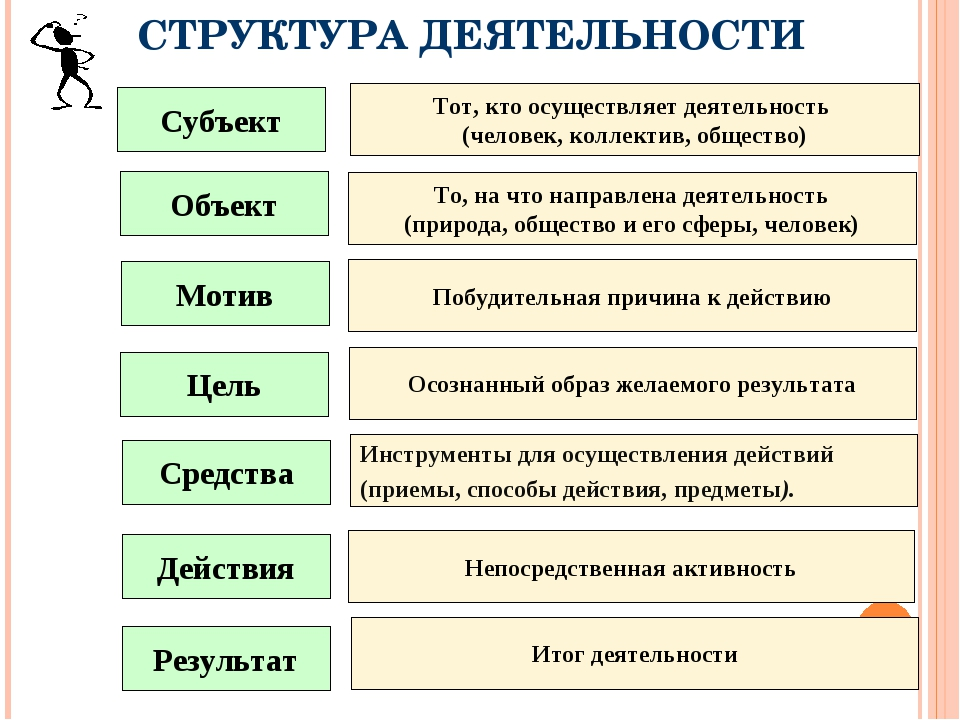 СТРУКТУРА ДЕЯТЕЛЬНОСТИ
Субъект
Тот, кто осуществляет деятельность
(человек, коллектив, общество)
Объект
То, на что направлена деятельность
(природа, общество и его сферы, человек)
Мотив
Побудительная причина к действию
Цель
Осознанный образ желаемого результата
Средства
Инструменты для осуществления действий
(приемы, способы действия, предметы).
Действия
Непосредственная активность
Результат
Итог деятельности